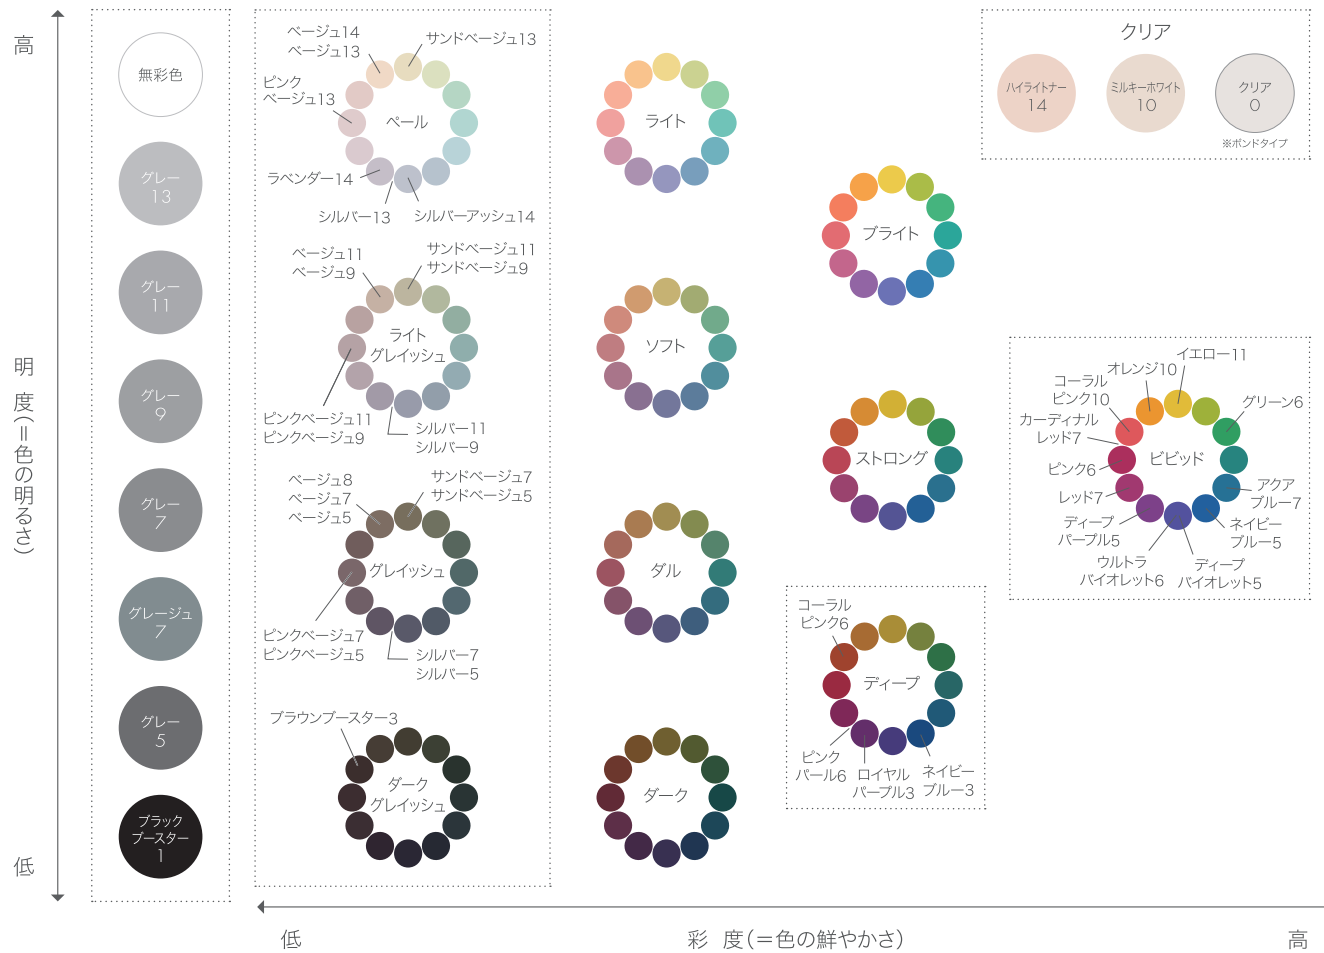 高
明 度(=色の明るさ)
低
無彩色
グレー
13
グレー
11
グレー
9
グレー
7
グレージュ
7
グレー
5
ブラック
ブースター
1
ベージュ14
ベージュ13
サンドベージュ13
ピンク
ベージュ13
ペール
ラベンダー14
シルバー13
シルバーアッシュ14
ベージュ11
ベージュ9
サンドベージュ11
サンドベージュ9
ライト
グレイッシュ
ピンクベージュ11
ピンクベージュ9
シルバー11
シルバー9
ベージュ8
ベージュ7
ベージュ5
サンドベージュ7
サンドベージュ5
グレイッシュ
ピンクベージュ7
ピンクベージュ5
シルバー7
シルバー5
ブラウンブースター3
ダーク
グレイッシュ
ライト
ソフト
ダル
ダーク
ブライト
ストロング
コーラル
ピンク6
ディープ
ピンク
パール6
ロイヤル
パープル3
ネイビー
ブルー3
クリア
ハイライトナー
14
ミルキーホワイト
10
クリア
0
※ボンドタイプ
イエロー11
オレンジ10
コーラル
ピンク10
グリーン6
カーディナル
レッド7
ビビッド
ピンク6
レッド7
アクア
ブルー7
ディープ
パープル5
ネイビー
ブルー5
ウルトラ
バイオレット6
ディープ
バイオレット5
低
彩 度(=色の鮮やかさ)
高